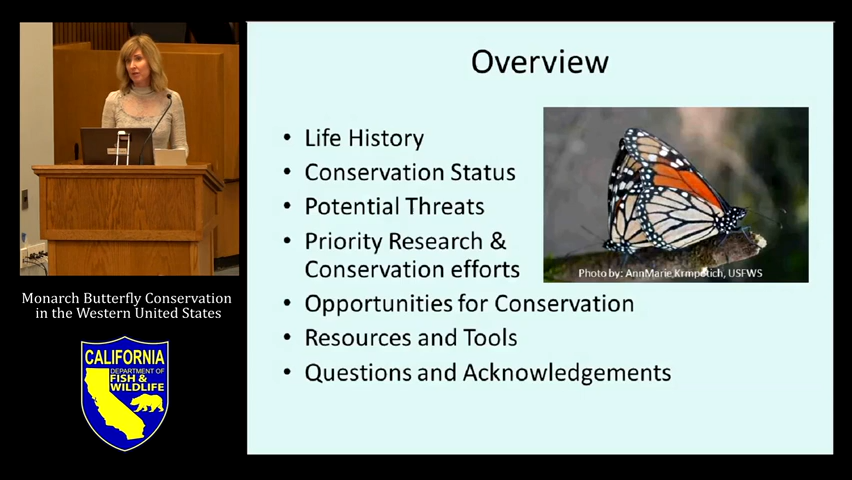 Overview
• Life History
• Conservation Status
• Potential Threats
• Priority Research &
Conservation efforts
• Opportunities for Conservation
• Resources and Tools
• Questions and Acknowledgements
Photo by: AnnMarie Krmpotich, USFWS
Monarch Butterfly Conservation
in the Western United States
CALIFORNIA
DEPARTMENT OF
FISH &
WILDLIFE